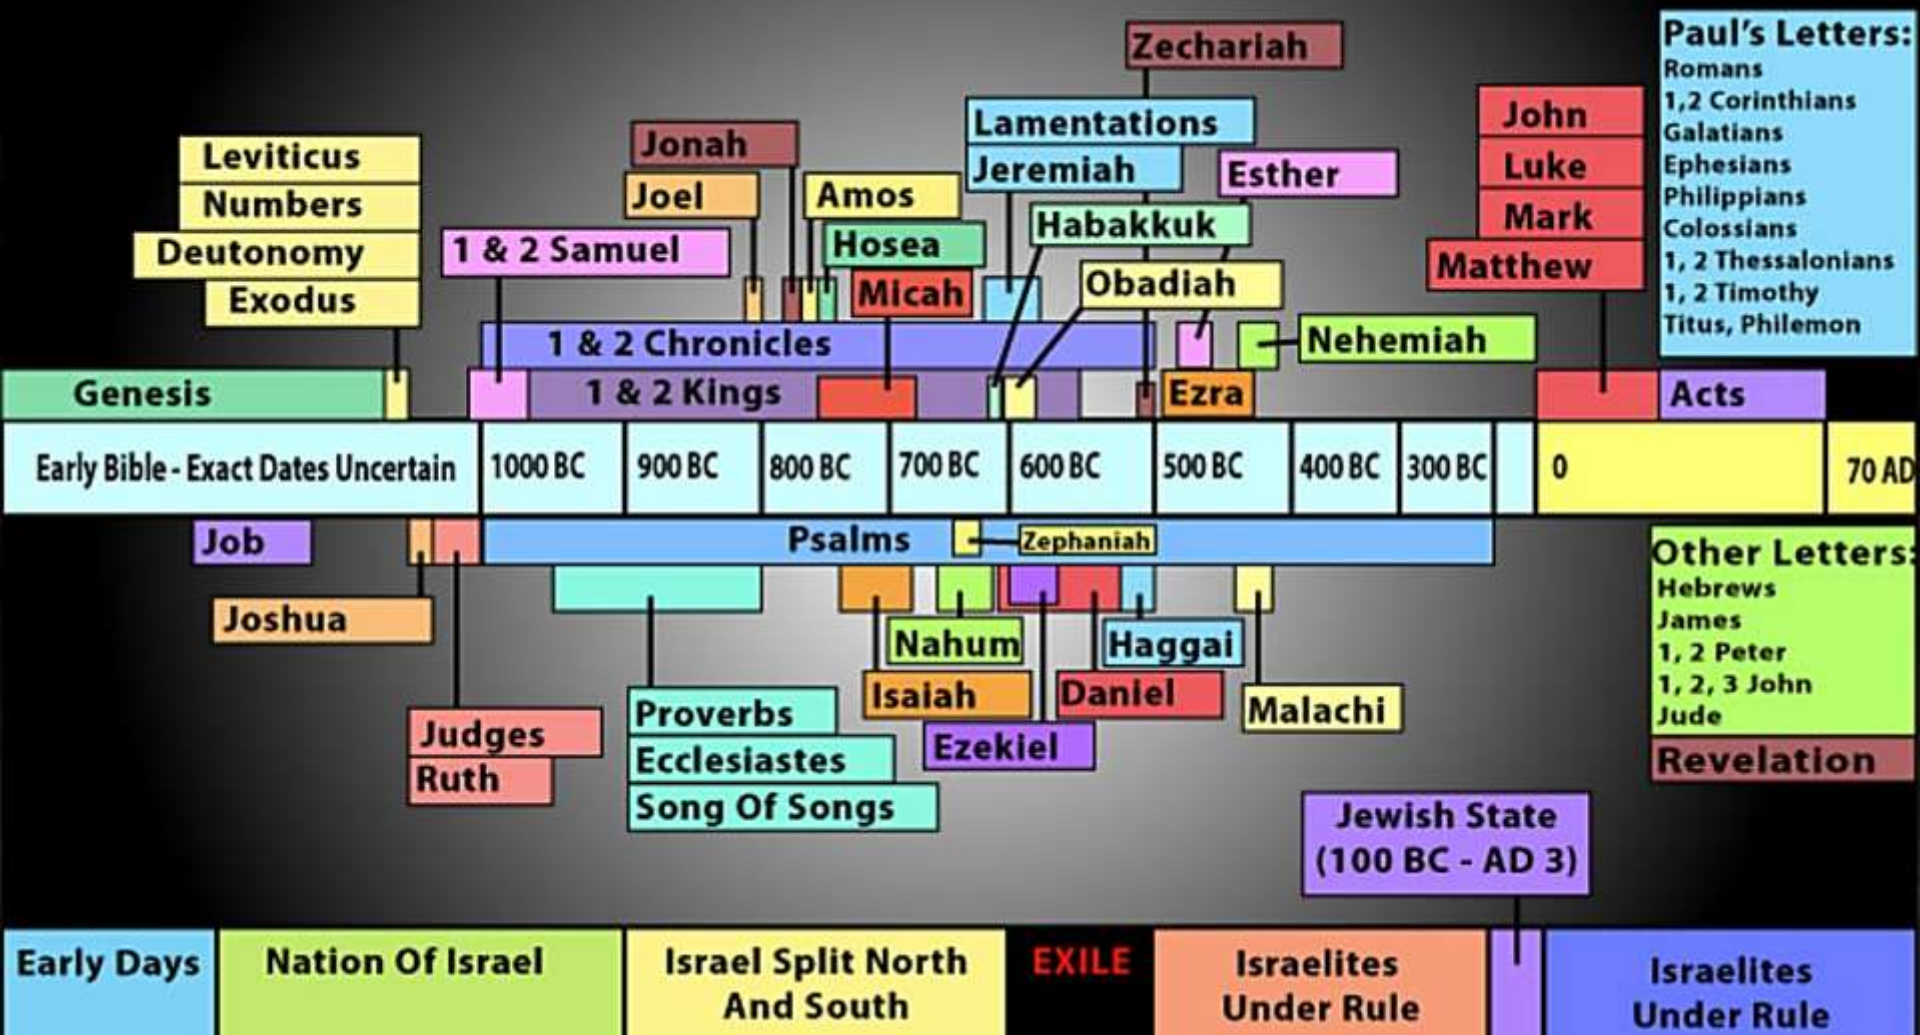 Zechariah
Paul's Letters:
Romans
1,2 Corinthians
Galatians
Ephesians
Philippians
Colossians
1, 2 Thessalonians
1, 2 Timothy
Titus, Philemon
John
Luke
Mark
Matthew
Lamentations
Jeremiah
Esther
Habakkuk
Obadiah
Jonah
Joel
Amos
Hosea
Micah
Leviticus
Numbers
Deutonomy
Exodus
1 & 2 Samuel
1 & 2 Chronicles
Nehemiah
Genesis
1 & 2 Kings
Ezra
Acts
Early Bible - Exact Dates Uncertain
1000 BC
900 BC
800 BC
700 BC
600 BC
500 BC
400 BC
300 BC
0
70 AD
Job
Psalms
Zephaniah
Joshua
Nahum
Haggai
Isaiah
Daniel
Malachi
Ezekiel
Judges
Ruth
Proverbs
Ecclesiastes
Song Of Songs
Other Letters:
Hebrews
James
1, 2 Peter
1, 2, 3 John
Jude
Revelation
Jewish State
(100 BC - AD 3)
Early Days
Nation Of Israel
Israel Split North
And South
EXILE
Israelites
Under Rule
Israelites
Under Rule